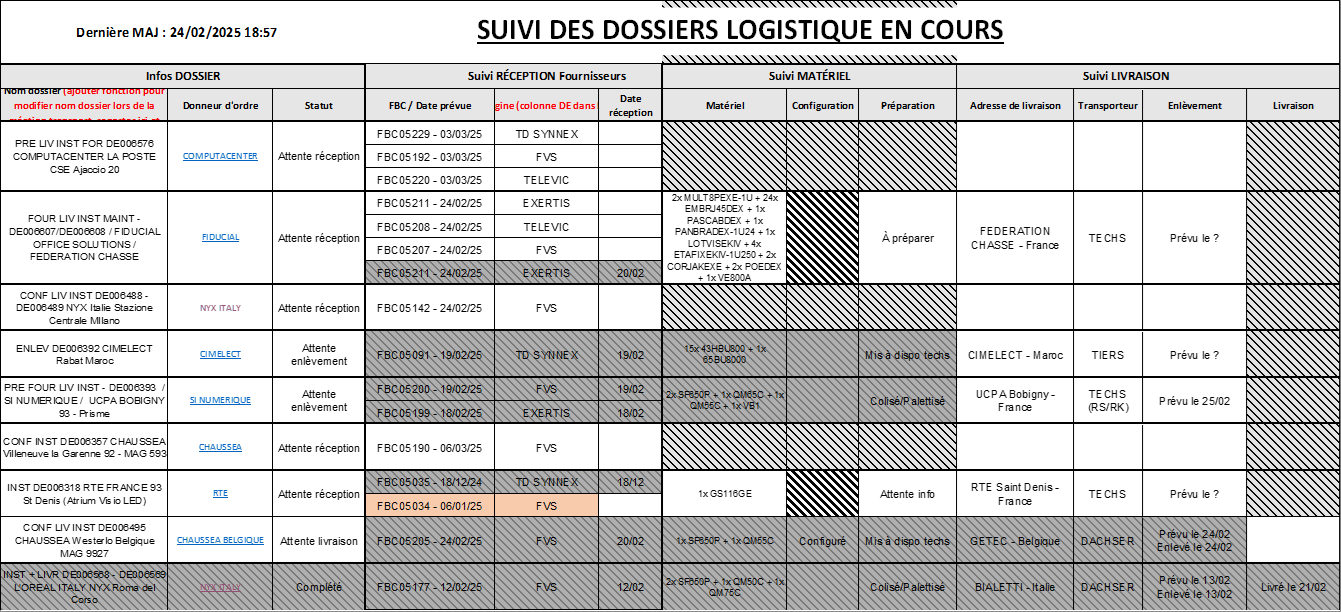 Dernière MAJ : 24/02/2025 18:57
SUIVI DES DOSSIERS LOGISTIQUE EN COURS
Infos DOSSIER
Suivi RÉCEPTION Fournisseurs
Suivi MATÉRIEL
Suivi LIVRAISON
Nom dossier (ajouter fonction pour
modifier nom dossier lors de la
Donneur d'ordre
Statut
FBC / Date prévue
gine (colonne DE dans
Date
réception
Matériel
Configuration
Préparation
Adresse de livraison
Transporteur
Enlèvement
Livraison
PRE LIV INST FOR DE006576
COMPUTACENTER LA POSTE
CSE Ajaccio 20
COMPUTACENTER
Attente réception
FBC05229 - 03/03/25
TD SYNNEX
FBC05192 - 03/03/25
FVS
FBC05220 - 03/03/25
TELEVIC
FOUR LIV INST MAINT -
DE006607/DE006608 / FIDUCIAL
OFFICE SOLUTIONS /
FEDERATION CHASSE
FIDUCIAL
Attente réception
FBC05211 - 24/02/25
EXERTIS
FBC05208 - 24/02/25
TELEVIC
FBC05207 - 24/02/25
FVS
FBC05211 - 24/02/25
EXERTIS
20/02
2x MULT8PEXE-1U + 24x
EMBRJ45DEX + 1x
PASCABDEX + 1x
PANBRADEX-1U24 + 1x
LOTVISEKIV + 4x
ETAFIXEKIV-1U250 + 2x
CORJAKEXE + 2x POEDEX
+ 1x VE800A
À préparer
FEDERATION
CHASSE - France
TECHS
Prévu le ?
CONF LIV INST DE006488 -
DE006489 NYX Italie Stazione
Centrale MIlano
NYX ITALY
Attente réception
FBC05142 - 24/02/25
FVS
ENLEV DE006392 CIMELECT
Rabat Maroc
CIMELECT
Attente
enlèvement
FBC05091 - 19/02/25
TD SYNNEX
19/02
15x 43HBU800 + 1x
65BU8000
Mis à dispo techs
CIMELECT - Maroc
TIERS
Prévu le ?
PRE FOUR LIV INST - DE006393 /
SI NUMERIQUE / UCPA BOBIGNY
93 - Prisme
SI NUMERIQUE
Attente
enlèvement
FBC05200 - 19/02/25
FVS
19/02
FBC05199 - 18/02/25
EXERTIS
18/02
2x SF650P + 1x QM65C + 1x
QM55C + 1x VB1
Colisé/Palettisé
UCPA Bobigny -
France
TECHS
(RS/RK)
Prévu le 25/02
CONF INST DE006357 CHAUSSEA
Villeneuve la Garenne 92 - MAG 593
CHAUSSEA
Attente réception
FBC05190 - 06/03/25
FVS
INST DE006318 RTE FRANCE 93
St Denis (Atrium Visio LED)
RTE
Attente réception
FBC05035 - 18/12/24
TD SYNNEX
18/12
FBC05034 - 06/01/25
FVS
1x GS116GE
Attente info
RTE Saint Denis -
France
TECHS
Prévu le ?
CONF LIV INST DE006495
CHAUSSEA Westerlo Belgique
MAG 9927
CHAUSSEA BELGIQUE
Attente livraison
FBC05205 - 24/02/25
FVS
20/02
1x SF650P + 1x QM55C
Configuré
Mis à dispo techs
GETEC - Belgique
DACHSER
Prévu le 24/02
Enlevé le 24/02
INST + LIVR DE006568 - DE006569
L'OREAL ITALY NYX Roma del
Corso
NYX ITALY
Complété
FBC05177 - 12/02/25
FVS
12/02
2x SF650P + 1x QM50C + 1x
QM75C
Colisé/Palettisé
BIALETTI - Italie
DACHSER
Prévu le 13/02
Enlevé le 13/02
Livré le 21/02